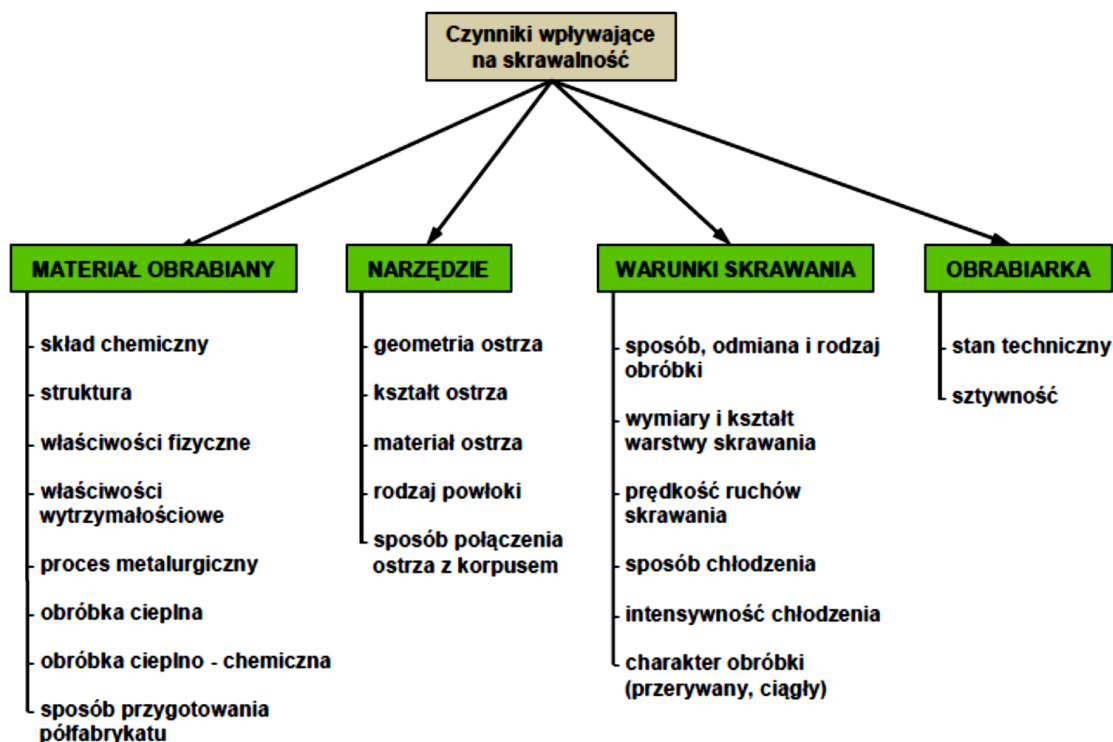 Czynniki wpływające
na skrawalność
MATERIAŁ OBRABIANY
- skład chemiczny
- struktura
- właściwości fizyczne
- właściwości
wytrzymałościowe
- proces metalurgiczny
- obróbka cieplna
- obróbka cieplno - chemiczna
- sposób przygotowania
półfabrykatu
NARZĘDZIE
- geometria ostrza
- kształt ostrza
- materiał ostrza
- rodzaj powłoki
- sposób połączenia
ostrza z korpusem
WARUNKI SKRAWANIA
- sposób, odmiana i rodzaj
obróbki
- wymiary i kształt
warstwy skrawania
- prędkość ruchów
skrawania
- sposób chłodzenia
- intensywność chłodzenia
- charakter obróbki
(przerywany, ciągły)
OBRABIARKA
- stan techniczny
- sztywność